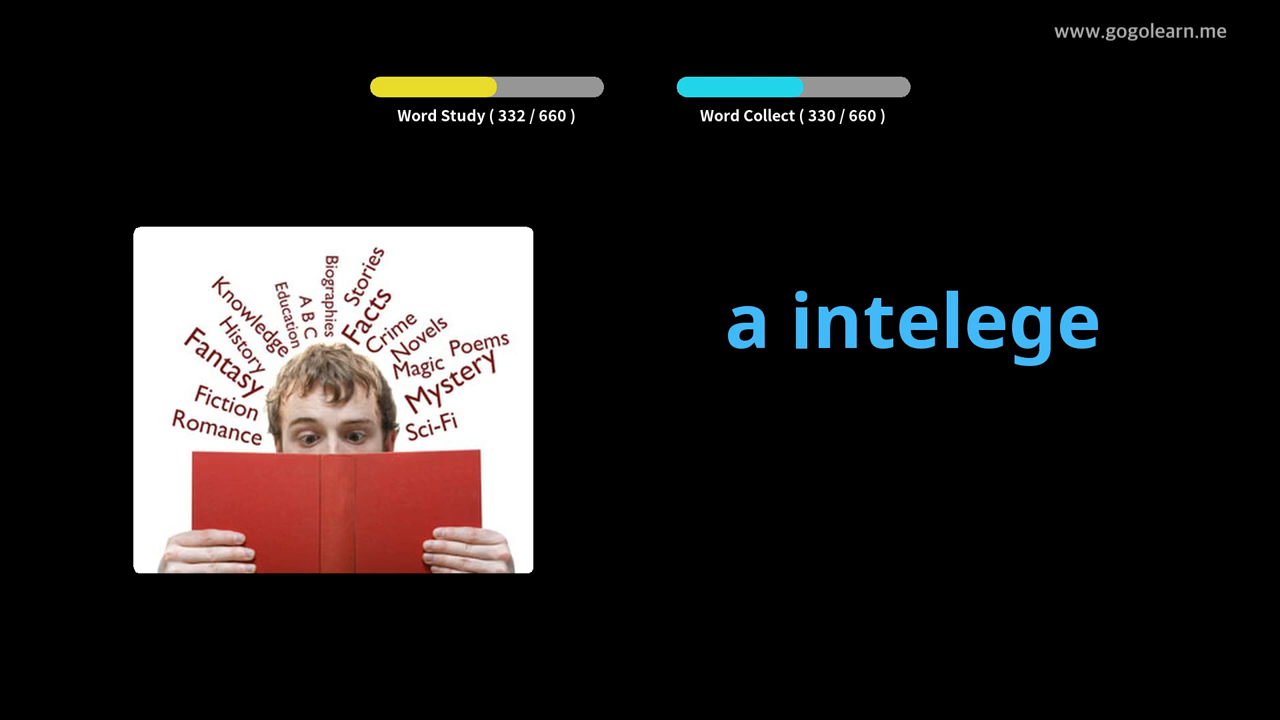 www.gogolearn.me
Word Study ( 332 / 660 )
Word Collect ( 330 / 660 )
a intelege
Knowledge
History
Fantasy
Fiction
Romance
Education
A B C
Biographies
Stories
Facts
Crime
Novels
Magic
Poems
Mystery
Sci-Fi